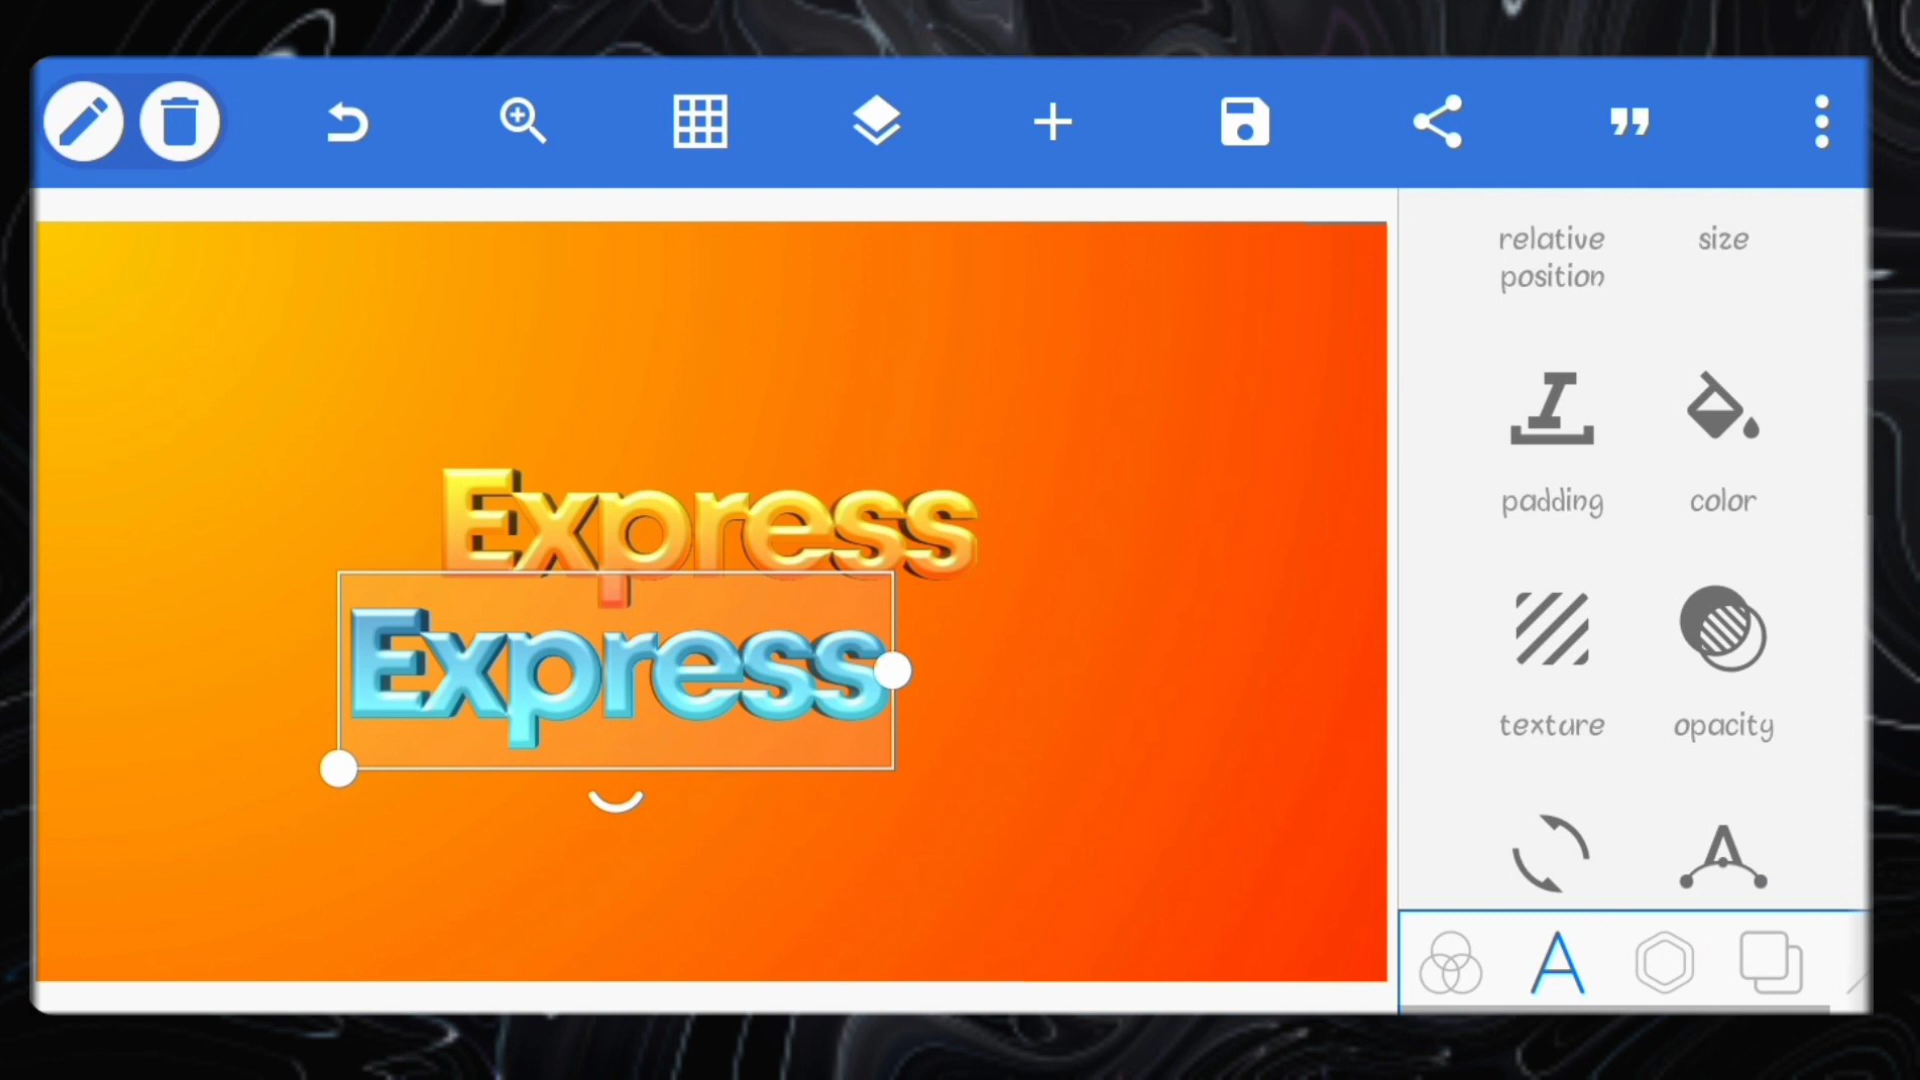 relative
position
size
Express
Express
padding
color
texture
opacity